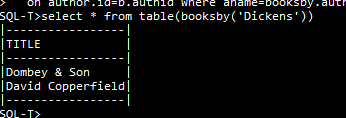 >   on author.id=b.authid where aname=booksby.auth
SQL-T>select * from table(booksby('Dickens'))
|----------------|
|TITLE           |
|----------------|
|Dombey & Son    |
|David Copperfield
|----------------|
SQL-T>